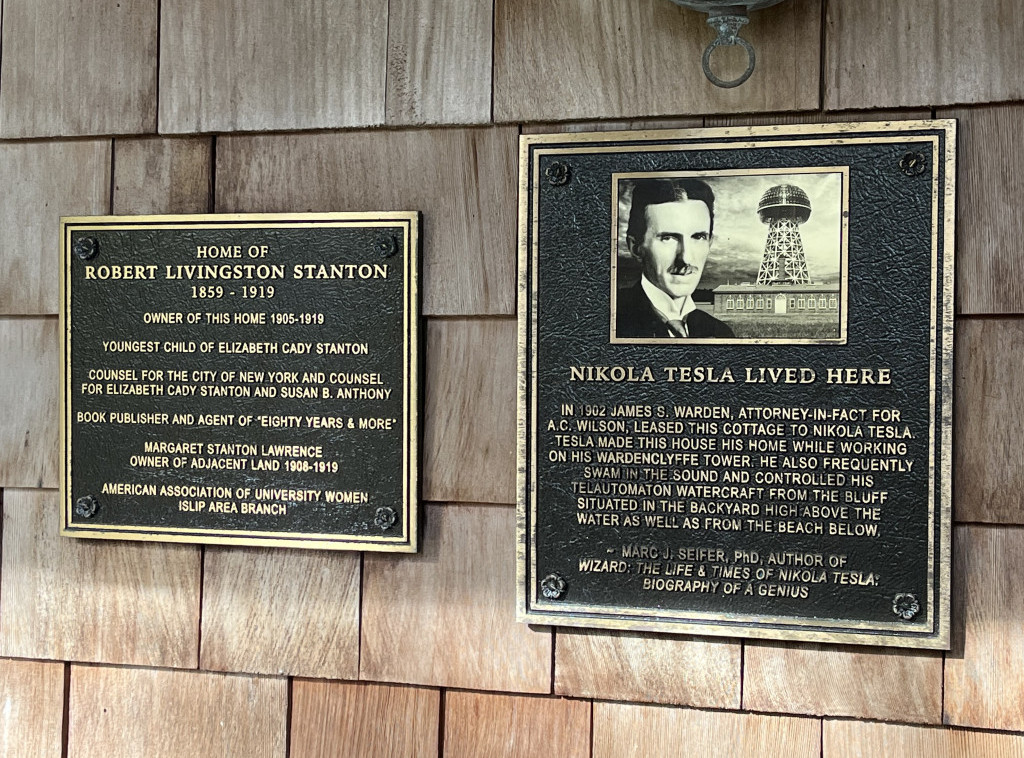 HOME OF
ROBERT LIVINGSTON STANTON
1859 - 1919
OWNER OF THIS HOME 1905-1919
YOUNGEST CHILD OF ELIZABETH CADY STANTON
COUNSEL FOR THE CITY OF NEW YORK AND COUNSEL
FOR ELIZABETH CADY STANTON AND SUSAN B. ANTHONY
BOOK PUBLISHER AND AGENT OF "EIGHTY YEARS & MORE"
MARGARET STANTON LAWRENCE
OWNER OF ADJACENT LAND 1908-1919
AMERICAN ASSOCIATION OF UNIVERSITY WOMEN
ISLIP AREA BRANCH
NIKOLA TESLA LIVED HERE
IN 1902 JAMES S. WARDEN, ATTORNEY-IN-FACT FOR
A.C. WILSON, LEASED THIS COTTAGE TO NIKOLA TESLA.
TESLA MADE THIS HOUSE HIS HOME WHILE WORKING
ON HIS WARDENCLYFFE TOWER. HE ALSO FREQUENTLY
SWAM IN THE SOUND AND CONTROLLED HIS
TELAUTOMATON WATERCRAFT FROM THE BLUFF
SITUATED IN THE BACKYARD HIGH ABOVE THE
WATER AS WELL AS FROM THE BEACH BELOW.
~ MARC J. SEIFER, PhD, AUTHOR OF
WIZARD: THE LIFE & TIMES OF NIKOLA TESLA:
BIOGRAPHY OF A GENIUS